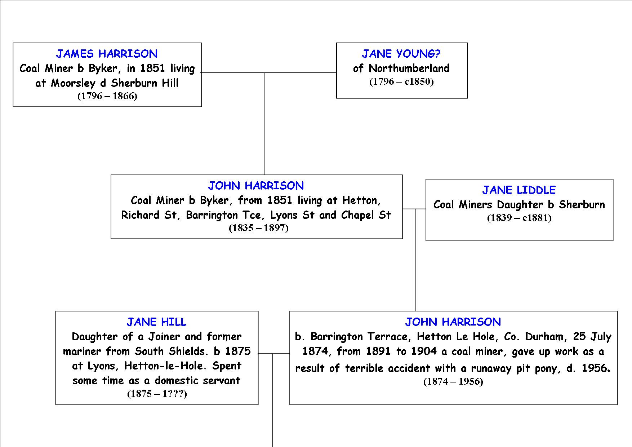 JAMES HARRISON
Coal Miner b Byker, in 1851 living
at Moorsley d Sherburn Hill
(1796 – 1866)
JANE YOUNG?
of Northumberland
(1796 – c1850)
JOHN HARRISON
Coal Miner b Byker, from 1851 living at Hetton,
Richard St, Barrington Tce, Lyons St and Chapel St
(1835 – 1897)
JANE LIDDLE
Coal Miners Daughter b Sherburn
(1839 – c1881)
JANE HILL
Daughter of a Joiner and former
mariner from South Shields. b 1875
at Lyons, Hetton-le-Hole. Spent
some time as a domestic servant
(1875 – 1???)
JOHN HARRISON
b. Barrington Terrace, Hetton Le Hole, Co. Durham, 25 July
1874, from 1891 to 1904 a coal miner, gave up work as a
result of terrible accident with a runaway pit pony, d. 1956.
(1874 – 1956)